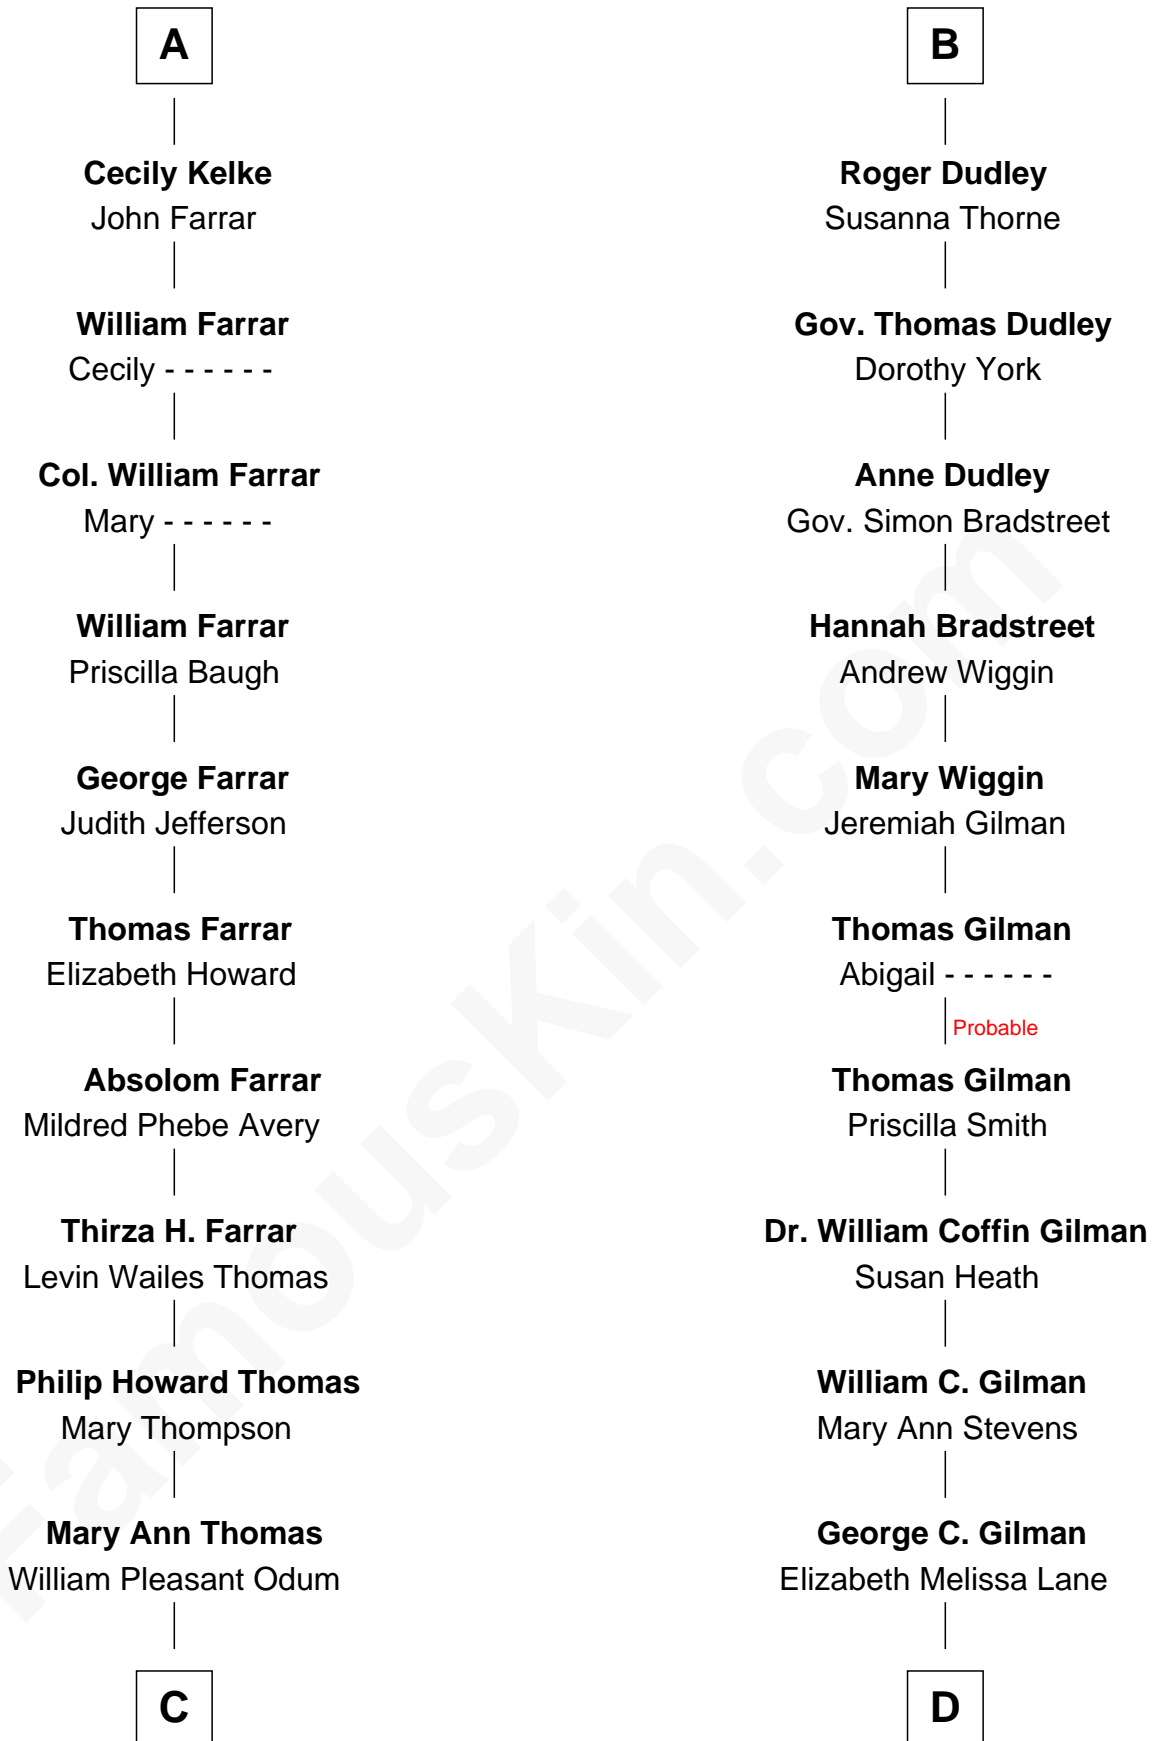 A
Cecily Kelke
John Farrar
William Farrar
Cecily - - - - - -
Col. William Farrar
Mary - - - - - -
William Farrar
Priscilla Baugh
George Farrar
Judith Jefferson
Thomas Farrar
Elizabeth Howard
Absolom Farrar
Mildred Phebe Avery
Thirza H. Farrar
Levin Wailes Thomas
Philip Howard Thomas
Mary Thompson
Mary Ann Thomas
William Pleasant Odum
C
B
Roger Dudley
Susanna Thorne
Gov. Thomas Dudley
Dorothy York
Anne Dudley
Gov. Simon Bradstreet
Hannah Bradstreet
Andrew Wiggin
Mary Wiggin
Jeremiah Gilman
Thomas Gilman
Abigail - - - - - -
Probable
Thomas Gilman
Priscilla Smith
Dr. William Coffin Gilman
Susan Heath
William C. Gilman
Mary Ann Stevens
George C. Gilman
Elizabeth Melissa Lane
D
FamousKin.com